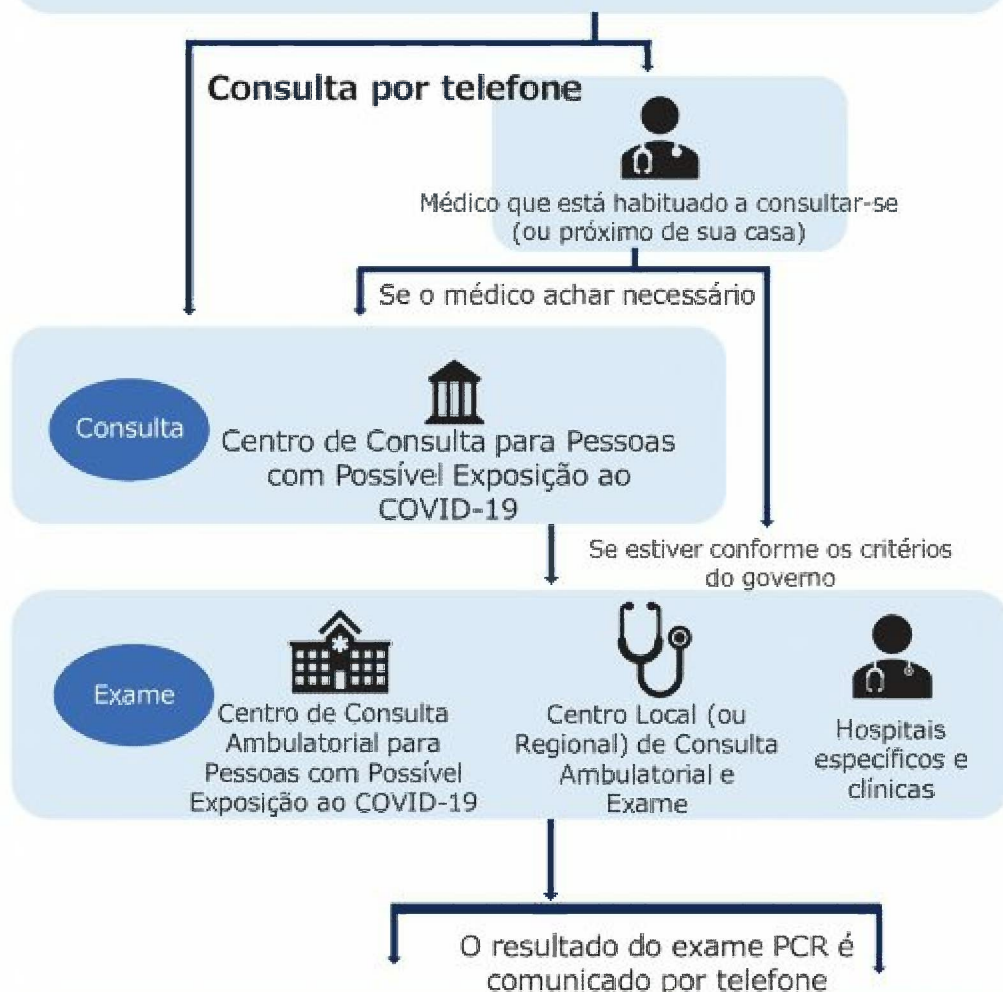 Consulta por telefone
Médico que está habituado a consultar-se
(ou próximo de sua casa)
Se o médico achar necessário
Consulta
Centro de Consulta para Pessoas
com Possível Exposição ao
COVID-19
Se estiver conforme os critérios
do governo
Exame
Centro de Consulta
Ambulatorial para
Pessoas com Possível
Exposição ao COVID-19
Centro Local (ou
Regional) de Consulta
Ambulatorial e
Exame
Hospitais
específicos e
clínicas
O resultado do exame PCR é
comunicado por telefone